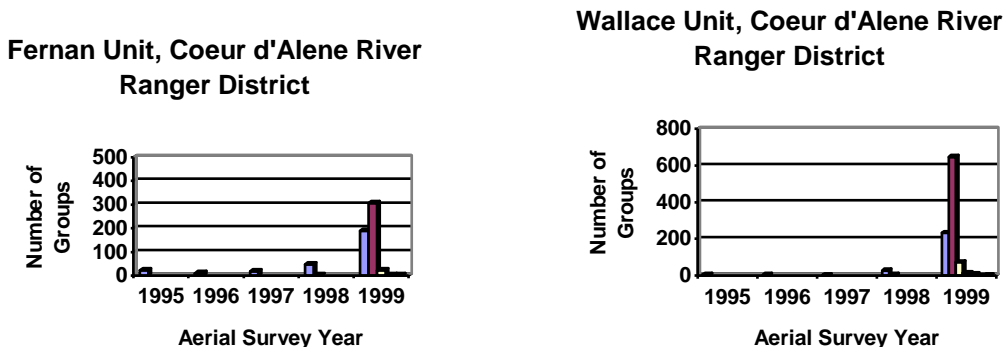 Fernan Unit, Coeur d'Alene River
Ranger District
Number of
Groups
500
400
300
200
100
0
1995 1996 1997 1998 1999
Aerial Survey Year
Wallace Unit, Coeur d'Alene River
Ranger District
Number of
Groups
800
600
400
200
0
1995 1996 1997 1998 1999
Aerial Survey Year